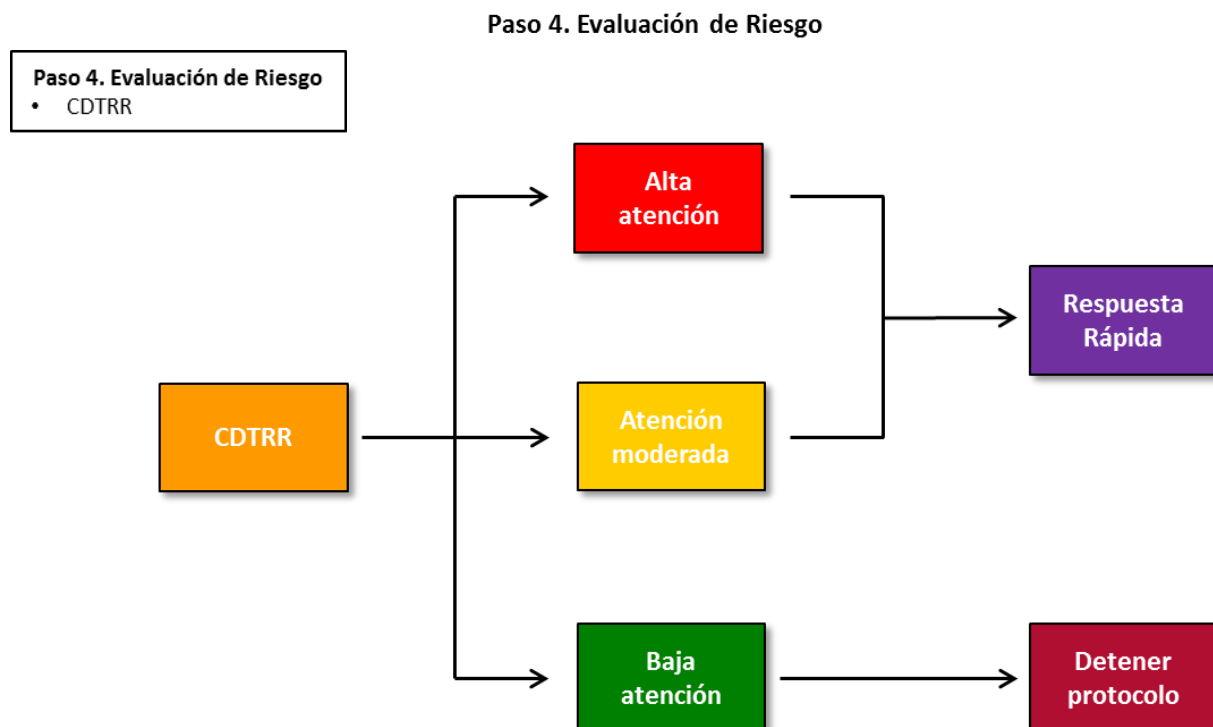 Paso 4. Evaluación de Riesgo
Paso 4. Evaluación de Riesgo
• CDTRR
Alta
atención
Respuesta
Rápida
CDTRR
Atención
moderada
Baja
atención
Detener
protocolo